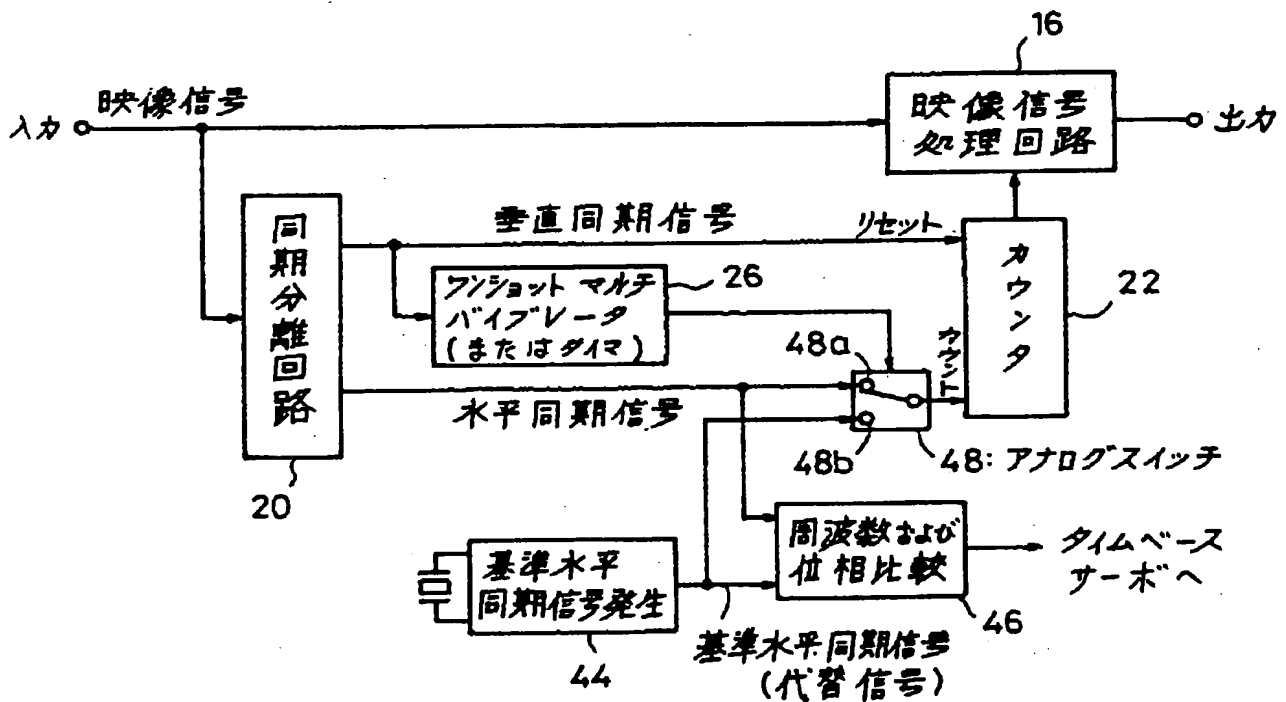 16
映像信号
入力
映像信号
処理回路
出力
同期分離回路
垂直同期信号
リセット
カウンタ
ワンショット マルチ
バイブレータ
(またはダイマ)
26
22
48a
カウント
水平同期信号
48b
48:アナログスイッチ
20
周波数および
位相比較
タイムベース
サーボへ
基準水平
同期信号発生
46
44
基準水平同期信号
(代替信号)